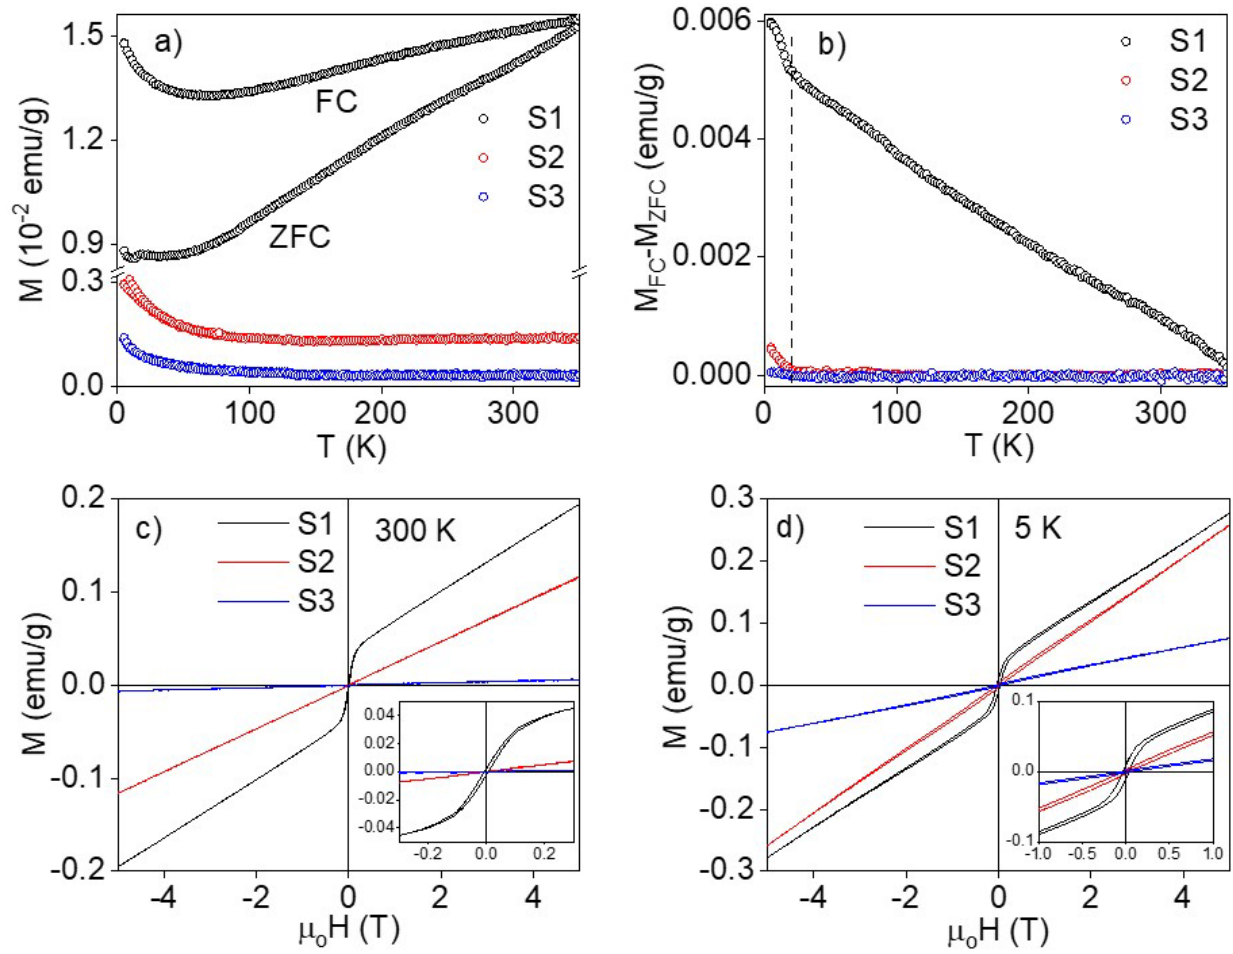 a)
1.5
1.2
0.9
0.3
0.0
M (10⁻² emu/g)
FC
ZFC
S1
S2
S3
0 100 200 300
T (K)
b)
0.006
0.004
0.002
0.000
M_FC-M_ZFC (emu/g)
S1
S2
S3
0 100 200 300
T (K)
c)
S1
S2
S3
300 K
0.2
0.1
0.0
-0.1
-0.2
M (emu/g)
0.04
0.02
0.00
-0.02
-0.04
-0.2 0.0 0.2
-4 -2 0 2 4
μₒH (T)
d)
S1
S2
S3
5 K
0.3
0.2
0.1
0.0
-0.1
-0.2
-0.3
M (emu/g)
0.1
0.0
-0.1
-1.0 -0.5 0.0 0.5 1.0
-4 -2 0 2 4
μₒH (T)